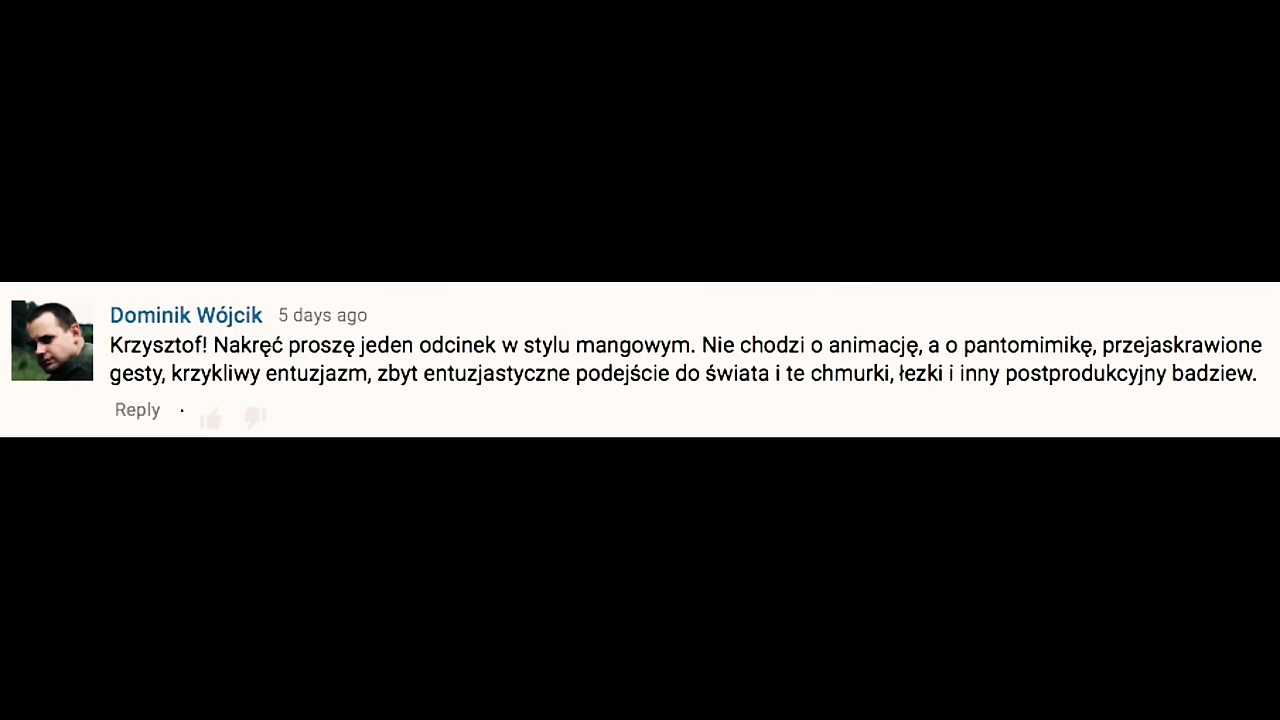 Dominik Wójcik 5 days ago
Krzysztof! Nakręć proszę jeden odcinek w stylu mangowym. Nie chodzi o animację, a o pantomimikę, przejaskrawione
gesty, krzykliwy entuzjazm, zbyt entuzjastyczne podejście do świata i te chmurki, łezki i inny postprodukcyjny badziew.
Reply ·